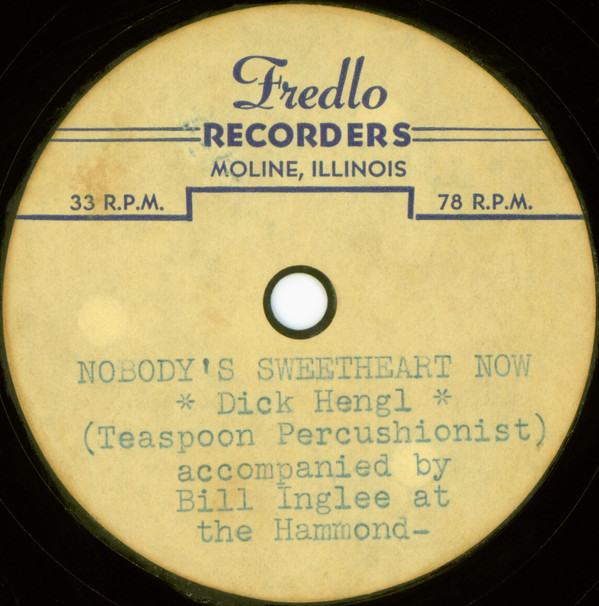 Fredlo
RECORDERS
MOLINE, ILLINOIS
33 R.P.M. 78 R.P.M.
NOBODY'S SWEETHEART NOW
* Dick Hengl *
(Teaspoon Percushionist)
accompanied by
Bill Inglee at
the Hammond-